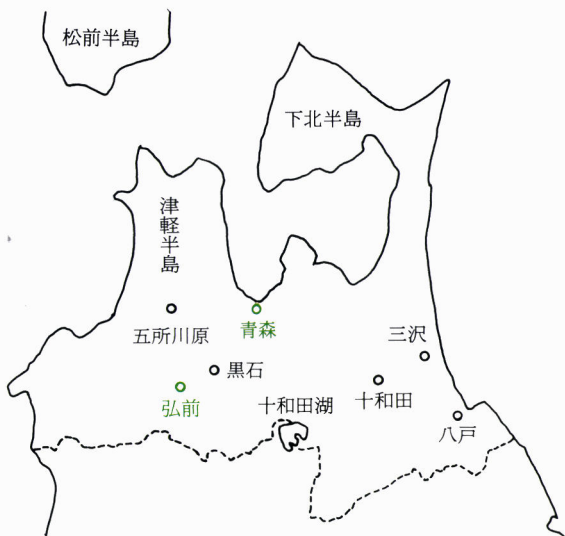 松前半島
下北半島
津軽半島
五所川原
青森
三沢
黒石
弘前
十和田湖
十和田
八戸